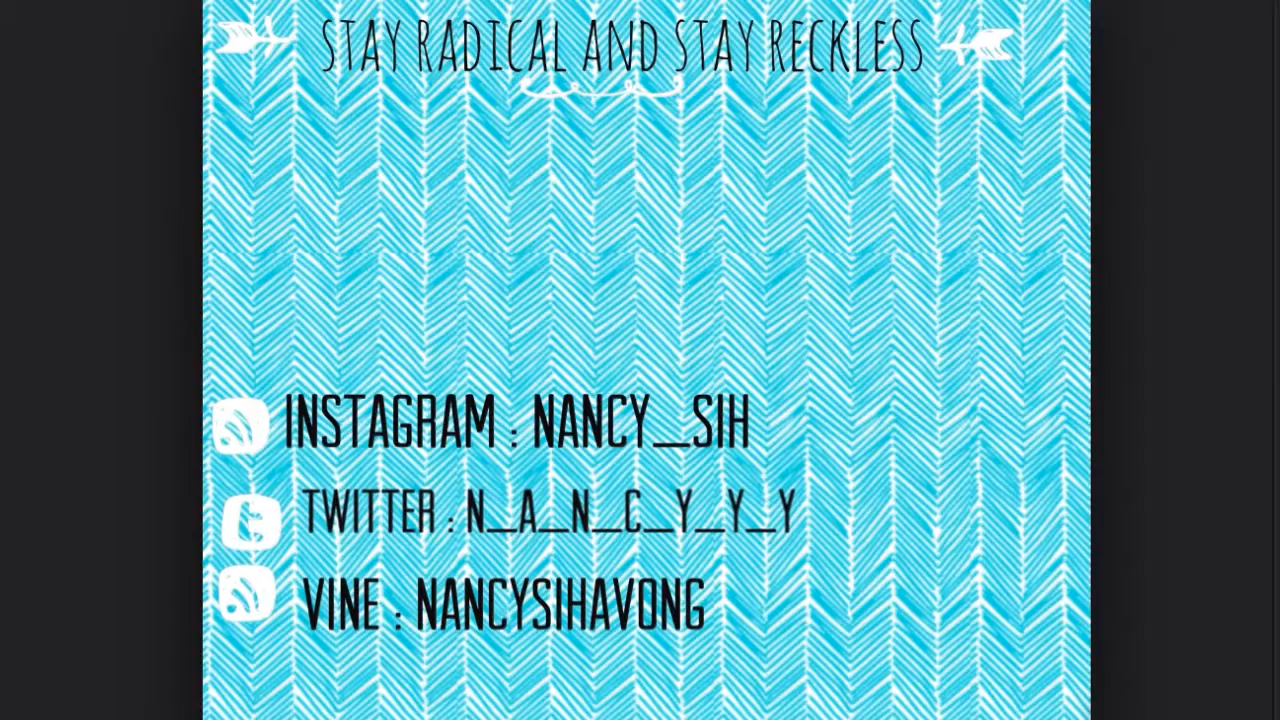 STAY RADICAL AND STAY RECKLESS
INSTAGRAM : NANCY_SIH
TWITTER : N_A_N_C_Y_Y_Y
VINE : NANCYSIHAVONG